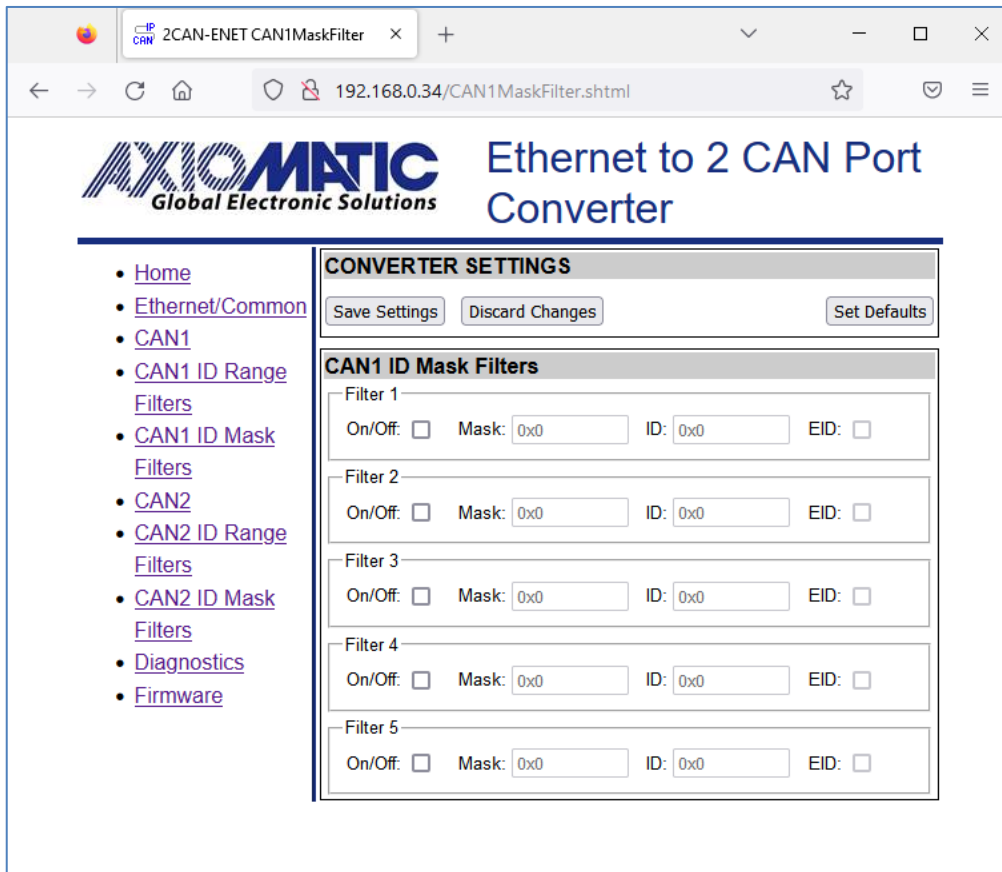 IP
CAN
2CAN-ENET CAN1MaskFilter
192.168.0.34/CAN1MaskFilter.shtml
AXIOMATIC
Global Electronic Solutions
Ethernet to 2 CAN Port
Converter
Home
Ethernet/Common
CAN1
CAN1 ID Range
Filters
CAN1 ID Mask
Filters
CAN2
CAN2 ID Range
Filters
CAN2 ID Mask
Filters
Diagnostics
Firmware
CONVERTER SETTINGS
Save Settings Discard Changes Set Defaults
CAN1 ID Mask Filters
Filter 1
On/Off: Mask: 0x0 ID: 0x0 EID:
Filter 2
On/Off: Mask: 0x0 ID: 0x0 EID:
Filter 3
On/Off: Mask: 0x0 ID: 0x0 EID:
Filter 4
On/Off: Mask: 0x0 ID: 0x0 EID:
Filter 5
On/Off: Mask: 0x0 ID: 0x0 EID: